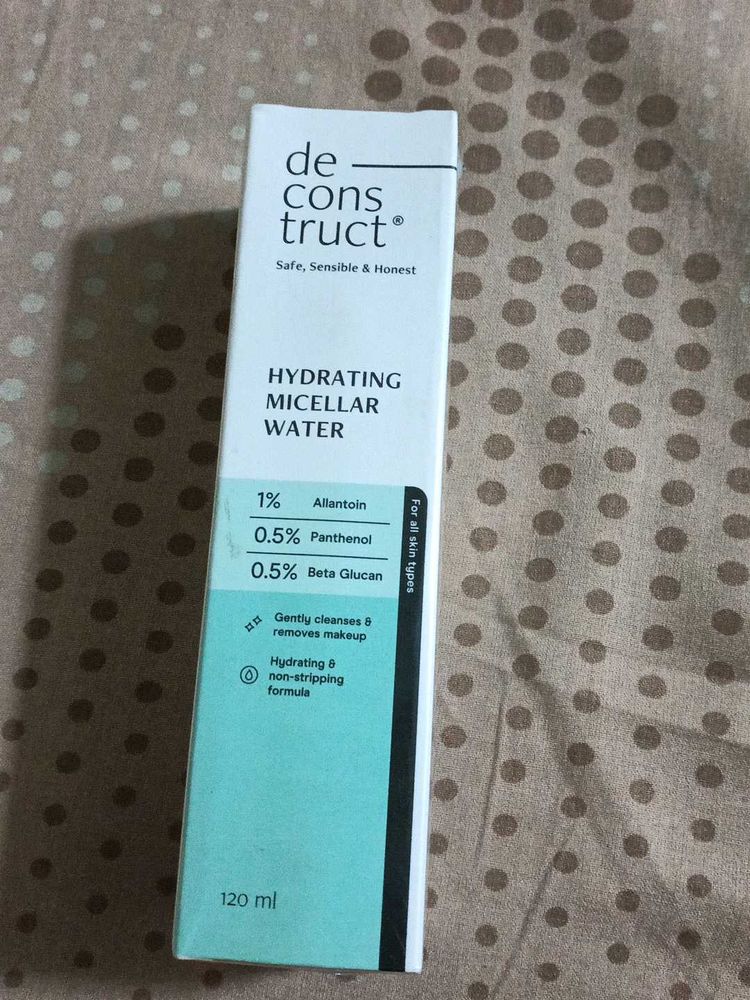 de
cons
truct®
Safe, Sensible & Honest
HYDRATING
MICELLAR
WATER
1% Allantoin
0.5% Panthenol
0.5% Beta Glucan
For all skin types
Gently cleanses &
removes makeup
Hydrating &
non-stripping
formula
120 ml